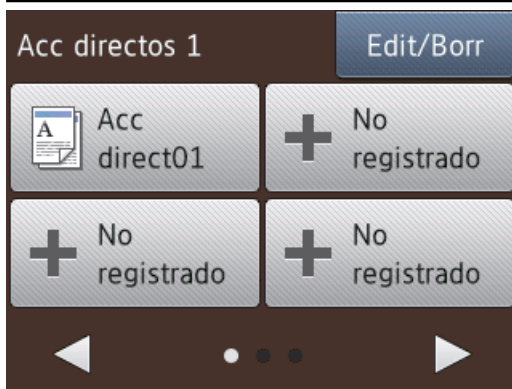 Acc directos 1
Edit/Borr
A
Acc
direct01
No
registrado
No
registrado
No
registrado